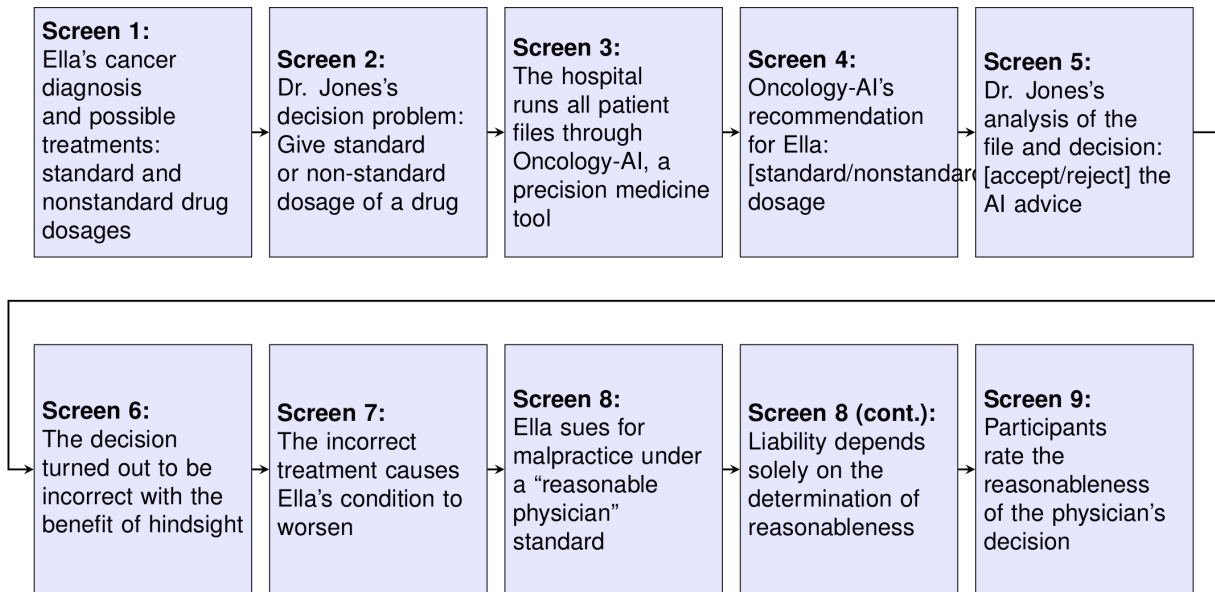 Screen 1:
Ella's cancer
diagnosis
and possible
treatments:
standard and
nonstandard drug
dosages
Screen 2:
Dr. Jones's
decision problem:
Give standard
or non-standard
dosage of a drug
Screen 3:
The hospital
runs all patient
files through
Oncology-AI, a
precision medicine
tool
Screen 4:
Oncology-AI's
recommendation
for Ella:
[standard/nonstandard
dosage
Screen 5:
Dr. Jones's
analysis of the
file and decision:
[accept/reject] the
AI advice
Screen 6:
The decision
turned out to be
incorrect with the
benefit of hindsight
Screen 7:
The incorrect
treatment causes
Ella's condition to
worsen
Screen 8:
Ella sues for
malpractice under
a “reasonable
physician”
standard
Screen 8 (cont.):
Liability depends
solely on the
determination of
reasonableness
Screen 9:
Participants
rate the
reasonableness
of the physician's
decision